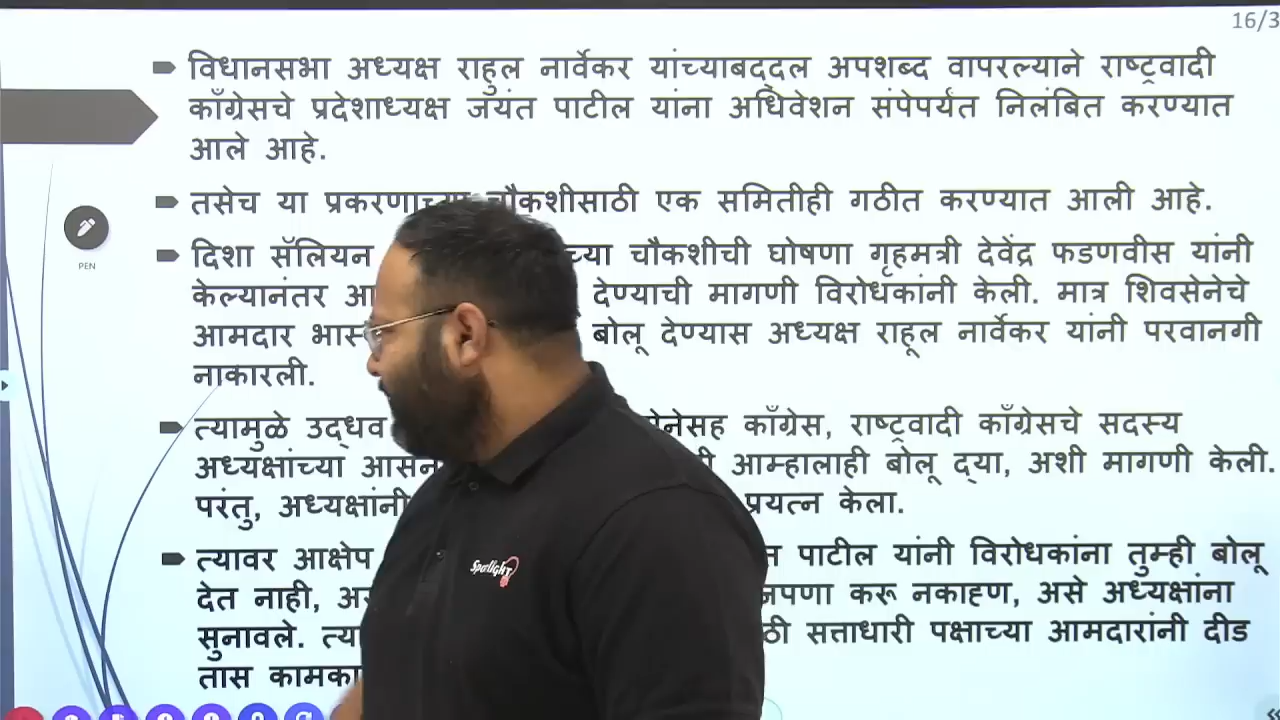 16/3
विधानसभा अध्यक्ष राहुल नार्वेकर यांच्याबद्दल अपशब्द वापरल्याने राष्ट्रवादी
काँग्रेसचे प्रदेशाध्यक्ष जयंत पाटील यांना अधिवेशन संपेपर्यंत निलंबित करण्यात
आले आहे.
तसेच या प्रकरणाच्या चौकशीसाठी एक समितीही गठीत करण्यात आली आहे.
दिशा सॅलियन च्या चौकशीची घोषणा गृहमत्री देवेंद्र फडणवीस यांनी
केल्यानंतर देण्याची मागणी विरोधकांनी केली. मात्र शिवसेनेचे
आमदार बोलू देण्यास अध्यक्ष राहूल नार्वेकर यांनी परवानगी
नाकारली.
त्यामुळे उद्धव काँग्रेस, राष्ट्रवादी काँग्रेसचे सदस्य
अध्यक्षांच्या आम्हालाही बोलू द्या, अशी मागणी केली.
परंतु, अध्यक्षांनी प्रयत्न केला.
त्यावर आक्षेप पाटील यांनी विरोधकांना तुम्ही बोलू
देत नाही, करू नकाह्ण, असे अध्यक्षांना
सुनावले. सत्ताधारी पक्षाच्या आमदारांनी दीड
तास
PEN
Spotlight